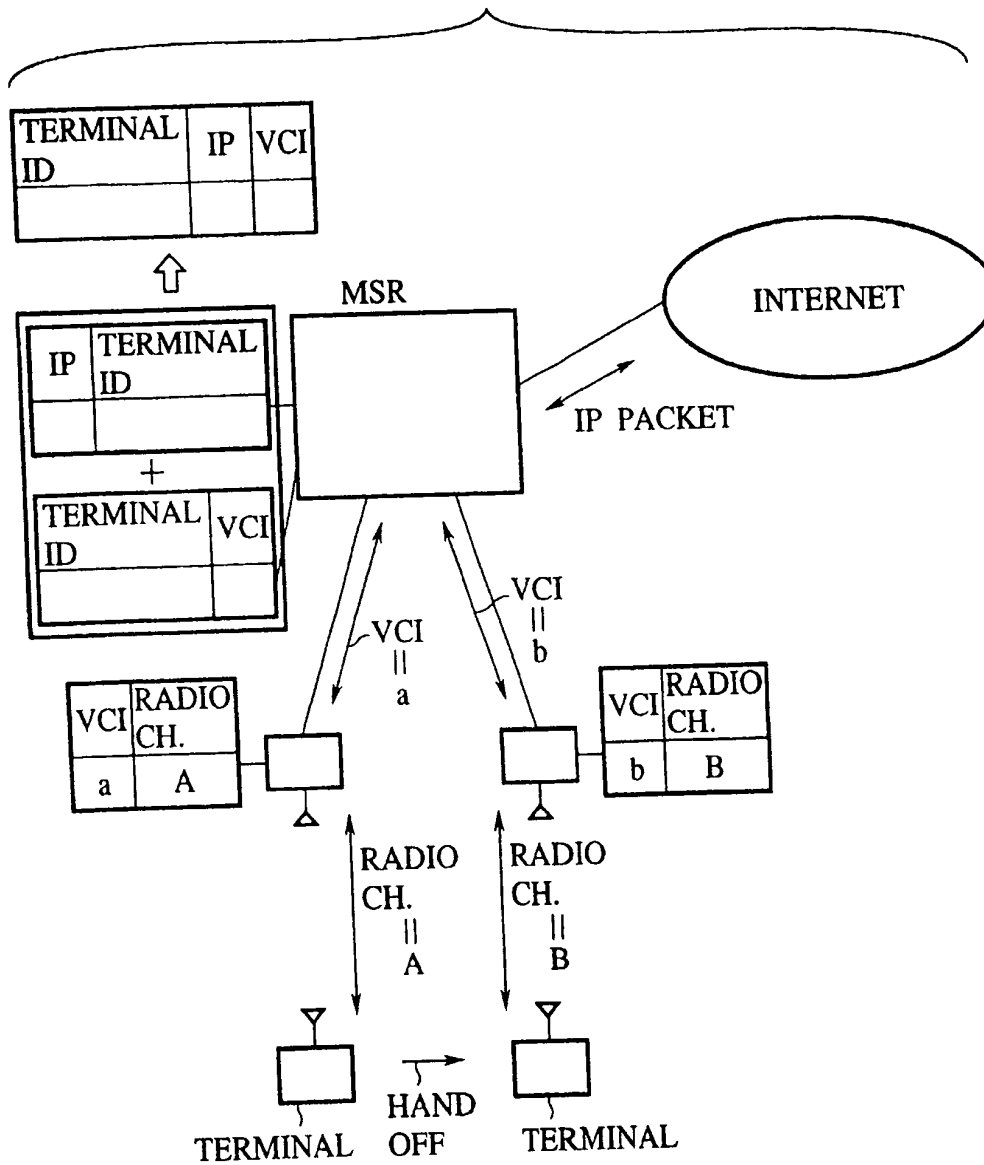 TERMINAL ID IP VCI
MSR
INTERNET
IP TERMINAL ID
IP PACKET
+
TERMINAL ID VCI
VCI = a
VCI = b
VCI RADIO CH.
a A
VCI RADIO CH.
b B
RADIO CH. = A
RADIO CH. = B
HAND OFF
TERMINAL
TERMINAL